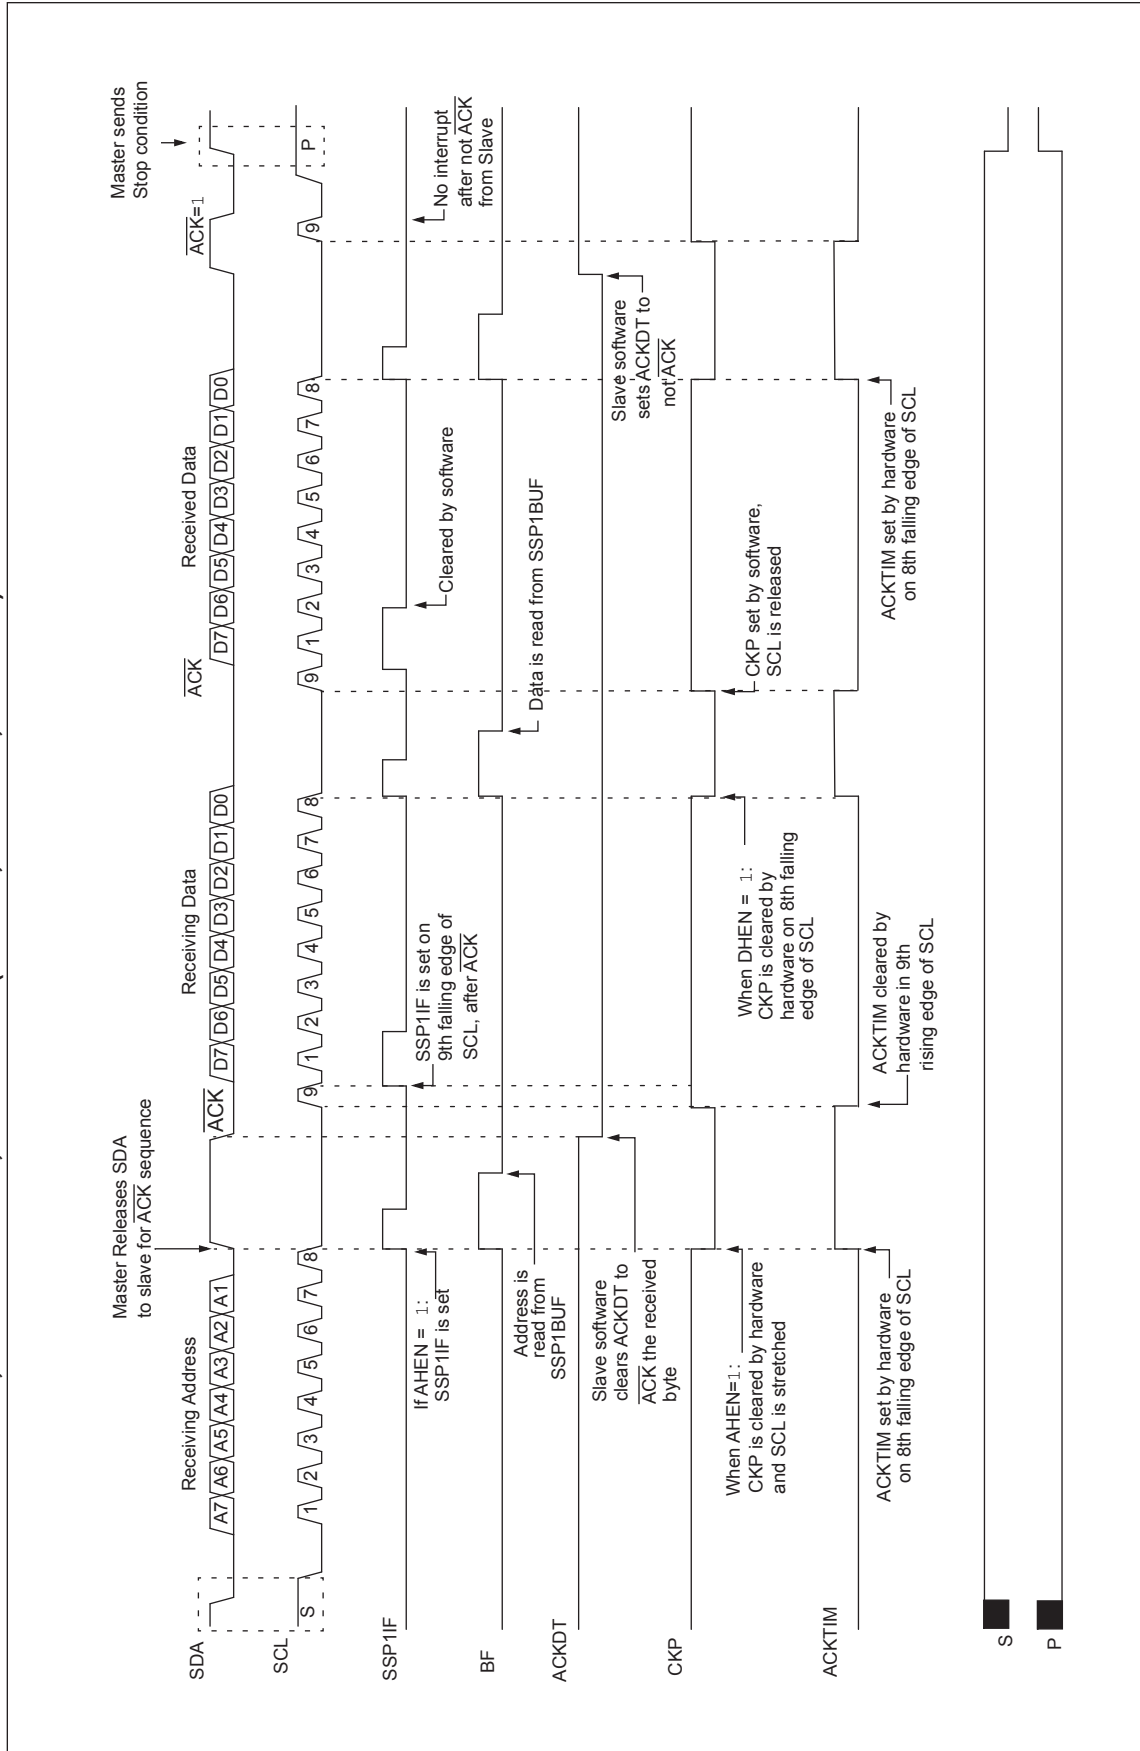 Master sends
Stop condition
Master Releases SDA
to slave for ACK sequence
Receiving Address
Receiving Data
Received Data
ACK
ACK
ACK=1
SDA
A7 A6 A5 A4 A3 A2 A1
D7 D6 D5 D4 D3 D2 D1 D0
D7 D6 D5 D4 D3 D2 D1 D0
SCL
S
1 2 3 4 5 6 7 8 9
1 2 3 4 5 6 7 8 9
1 2 3 4 5 6 7 8 9
P
SSP1IF
If AHEN = 1:
SSP1IF is set
SSP1IF is set on
9th falling edge of
SCL, after ACK
Cleared by software
No interrupt
after not ACK
from Slave
BF
Address is
read from
SSP1BUF
Data is read from SSP1BUF
ACKDT
Slave software
clears ACKDT to
ACK the received
byte
Slave software
sets ACKDT to
not ACK
CKP
When AHEN=1:
CKP is cleared by hardware
and SCL is stretched
When DHEN = 1:
CKP is cleared by
hardware on 8th falling
edge of SCL
CKP set by software,
SCL is released
ACKTIM
ACKTIM set by hardware
on 8th falling edge of SCL
ACKTIM cleared by
hardware in 9th
rising edge of SCL
ACKTIM set by hardware
on 8th falling edge of SCL
S
P